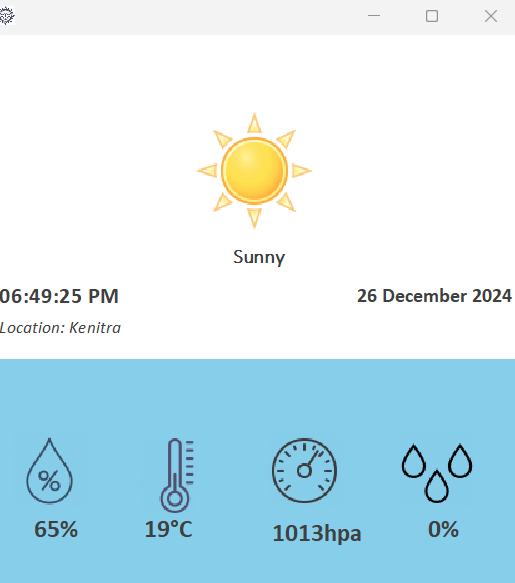 Sunny
06:49:25 PM
26 December 2024
Location: Kenitra
%
65%
19°C
1013hpa
0%